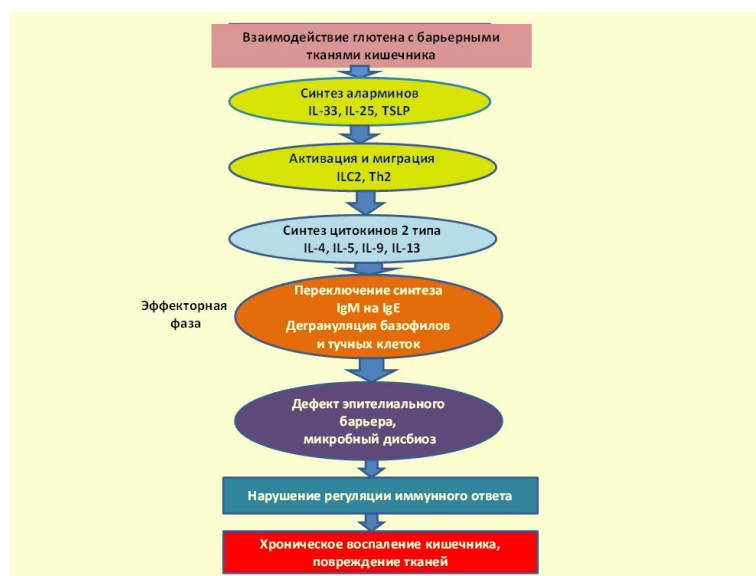 Взаимодействие глютена с барьерными
тканями кишечника
Синтез алармиnов
IL-33, IL-25, TSLP
Активация и миграция
ILC2, Th2
Синтез цитокинов 2 типа
IL-4, IL-5, IL-9, IL-13
Эффекторная
фаза
Переключение синтеза
IgM на IgE
Дегрануляция базофилов
и тучных клеток
Дефект эпителиального
барьера,
микробный дисбиоз
Нарушение регуляции иммунного ответа
Хроническое воспаление кишечника,
повреждение тканей